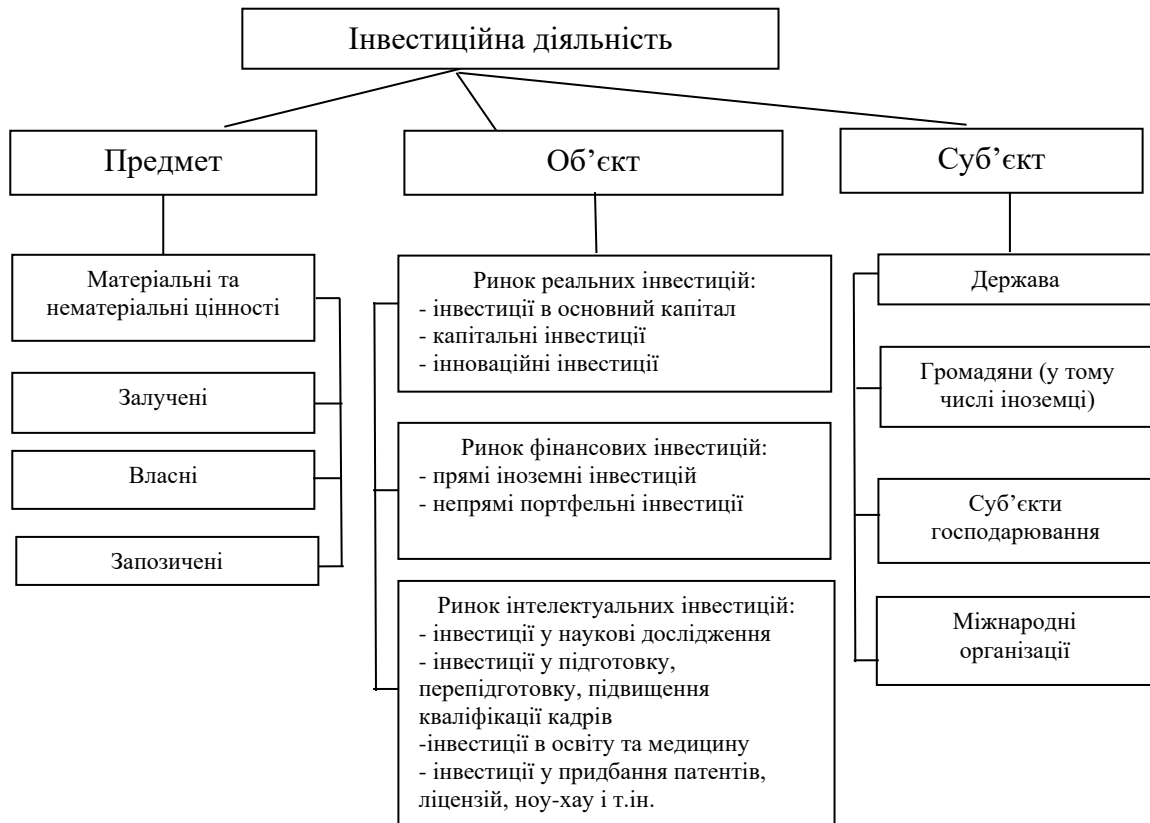 Інвестиційна діяльність
Предмет
Об’єкт
Суб’єкт
Матеріальні та
нематеріальні цінності
Залучені
Власні
Запозичені
Ринок реальних інвестицій:
- інвестиції в основний капітал
- капітальні інвестиції
- інноваційні інвестиції
Ринок фінансових інвестицій:
- прямі іноземні інвестицій
- непрямі портфельні інвестиції
Ринок інтелектуальних інвестицій:
- інвестиції у наукові дослідження
- інвестиції у підготовку,
перепідготовку, підвищення
кваліфікації кадрів
-інвестиції в освіту та медицину
- інвестиції у придбання патентів,
ліцензій, ноу-хау і т.ін.
Держава
Громадяни (у тому
числі іноземці)
Суб’єкти
господарювання
Міжнародні
організації